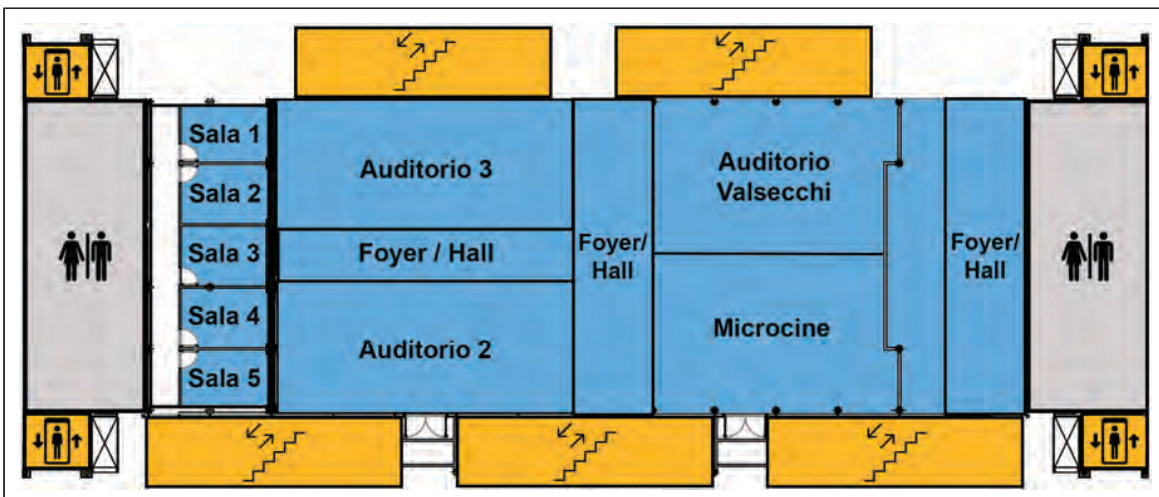 Sala 1
Sala 2
Sala 3
Sala 4
Sala 5
Auditorio 3
Foyer / Hall
Auditorio 2
Foyer/
Hall
Auditorio
Valsecchi
Microcine
Foyer/
Hall